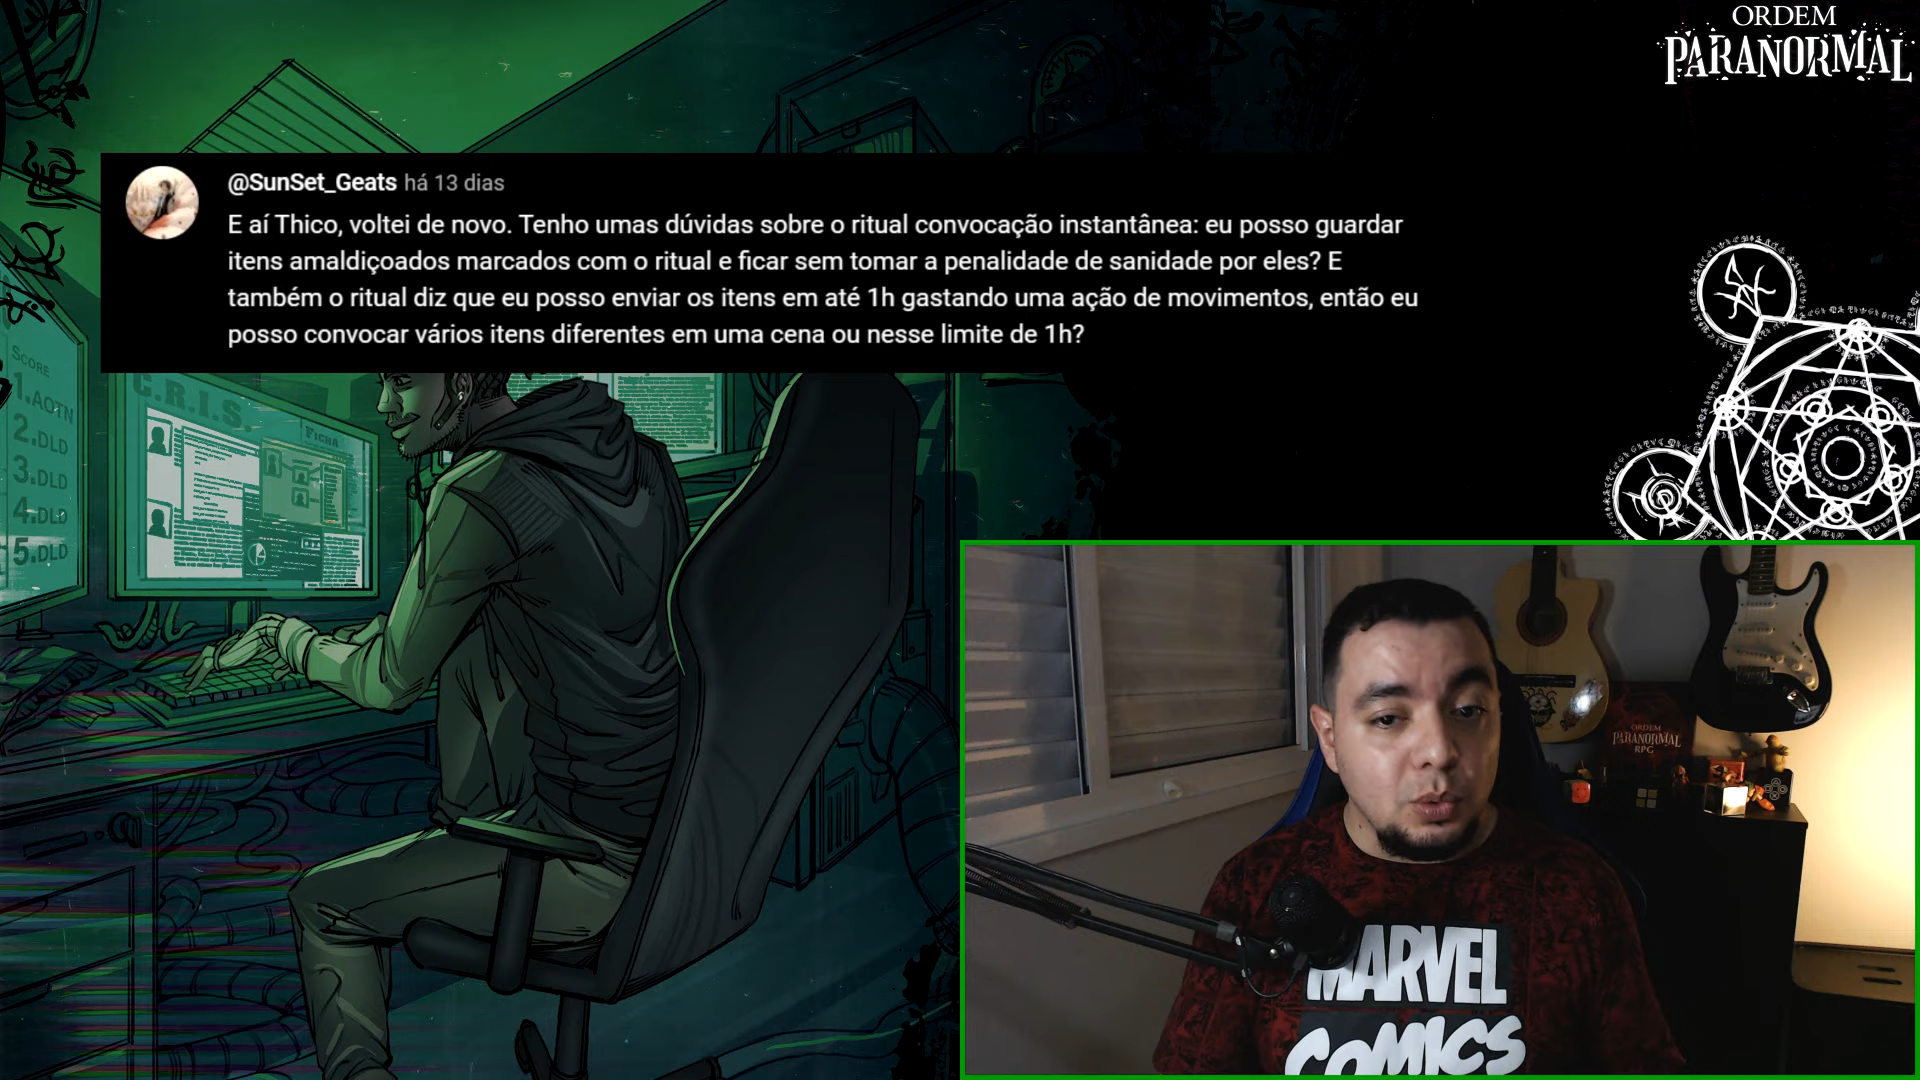 ORDEM
PARANORMAL
@SunSet_Geats há 13 dias
E aí Thico, voltei de novo. Tenho umas dúvidas sobre o ritual convocação instantânea: eu posso guardar
itens amaldiçoados marcados com o ritual e ficar sem tomar a penalidade de sanidade por eles? E
também o ritual diz que eu posso enviar os itens em até 1h gastando uma ação de movimentos, então eu
posso convocar vários itens diferentes em uma cena ou nesse limite de 1h?
SCORE
1.AOTN
2.DLD
3.DLD
4.DLD
5.DLD
C.R.I.S.
FICHA
ORDEM
PARANORMAL
RPG
MARVEL
COMICS